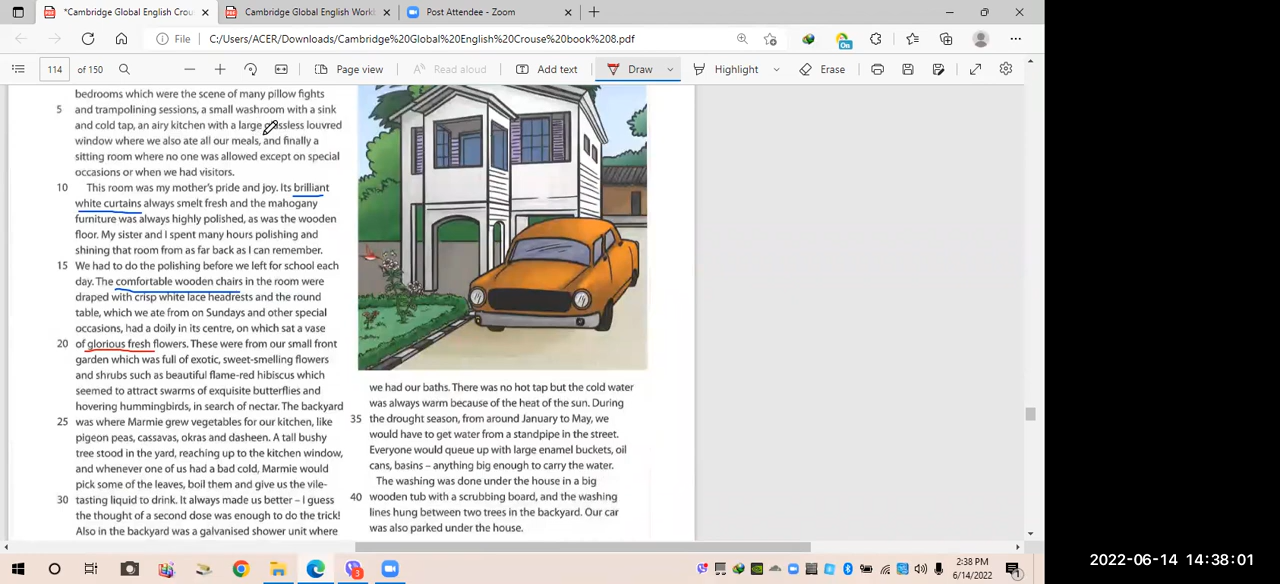 *Cambridge Global English Crou
Cambridge Global English Work
Post Attendee - Zoom
File
C:/Users/ACER/Downloads/Cambridge%20Global%20English%20Crouse%20book%208.pdf
On
114
of 150
Page view
Read aloud
Add text
Draw
Highlight
Erase
bedrooms which were the scene of many pillow fights
5 and trampolining sessions, a small washroom with a sink
and cold tap, an airy kitchen with a large glassless louvred
window where we also ate all our meals, and finally a
sitting room where no one was allowed except on special
occasions or when we had visitors.
10 This room was my mother's pride and joy. Its brilliant
white curtains always smelt fresh and the mahogany
furniture was always highly polished, as was the wooden
floor. My sister and I spent many hours polishing and
shining that room from as far back as I can remember.
15 We had to do the polishing before we left for school each
day. The comfortable wooden chairs in the room were
draped with crisp white lace headrests and the round
table, which we ate from on Sundays and other special
occasions, had a doily in its centre, on which sat a vase
20 of glorious fresh flowers. These were from our small front
garden which was full of exotic, sweet-smelling flowers
and shrubs such as beautiful flame-red hibiscus which
seemed to attract swarms of exquisite butterflies and
hovering hummingbirds, in search of nectar. The backyard
25 was where Marmie grew vegetables for our kitchen, like
pigeon peas, cassavas, okras and dasheen. A tall bushy
tree stood in the yard, reaching up to the kitchen window,
and whenever one of us had a bad cold, Marmie would
pick some of the leaves, boil them and give us the vile-
30 tasting liquid to drink. It always made us better – I guess
the thought of a second dose was enough to do the trick!
Also in the backyard was a galvanised shower unit where
we had our baths. There was no hot tap but the cold water
was always warm because of the heat of the sun. During
35 the drought season, from around January to May, we
would have to get water from a standpipe in the street.
Everyone would queue up with large enamel buckets, oil
cans, basins – anything big enough to carry the water.
The washing was done under the house in a big
40 wooden tub with a scrubbing board, and the washing
lines hung between two trees in the backyard. Our car
was also parked under the house.
3
2:38 PM
6/14/2022
1
2022-06-14 14:38:01